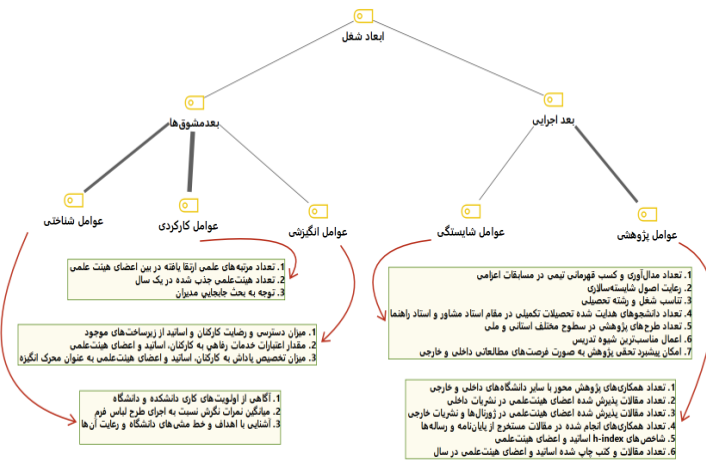 ابعاد شغل
بعدمشوق‌ها
بعد اجرایی
عوامل شناختی
عوامل کارکردی
عوامل انگیزشی
عوامل شایستگی
عوامل پژوهشی
1. تعداد مرتبه‌های علمی ارتقا یافته در بین اعضای هیئت علمی
2. تعداد هیئت‌علمی جذب شده در یک سال
3. توجه به بحث جابجایی مدیران
1. میزان دسترسی و رضایت کارکنان و اساتید از زیرساخت‌های موجود
2. مقدار اعتبارات خدمات رفاهی به کارکنان، اساتید و اعضای هیئت‌علمی
3. میزان تخصیص پاداش به کارکنان، اساتید و اعضای هیئت‌علمی به عنوان محرک انگیزه
1. آگاهی از اولویت‌های کاری دانشکده و دانشگاه
2. میانگین نمرات نگرش نسبت به اجرای طرح لباس فرم
3. آشنایی با اهداف و خط مشی‌های دانشگاه و رعایت آن‌ها
1. تعداد مدال‌آوری و کسب قهرمانی تیمی در مسابقات اعزامی
2. رعایت اصول شایسته‌سالاری
3. تناسب شغل و رشته تحصیلی
4. تعداد دانشجوهای هدایت شده تحصیلات تکمیلی در مقام استاد مشاور و استاد راهنما
5. تعداد طرح‌های پژوهش در سطوح مختلف استانی و ملی
6. اعمال مناسب‌ترین شیوه تدریس
7. امکان پیشبرد تحقی پژوهش به صورت فرصت‌های مطالعاتی داخلی و خارجی
1. تعداد همکاری‌های پژوهش محور با سایر دانشگاه‌های داخلی و خارجی
2. تعداد مقالات پذیرش شده اعضای هیئت‌علمی در نشریات داخلی
3. تعداد مقالات پذیرش شده اعضای هیئت‌علمی در ژورنال‌ها و نشریات خارجی
4. تعداد همکاری‌های انجام شده در مقالات مستخرج از پایان‌نامه و رساله‌ها
5. شاخص‌های h-index اساتید و اعضای هیئت‌علمی
6. تعداد مقالات و کتب چاپ شده اساتید و اعضای هیئت‌علمی در سال